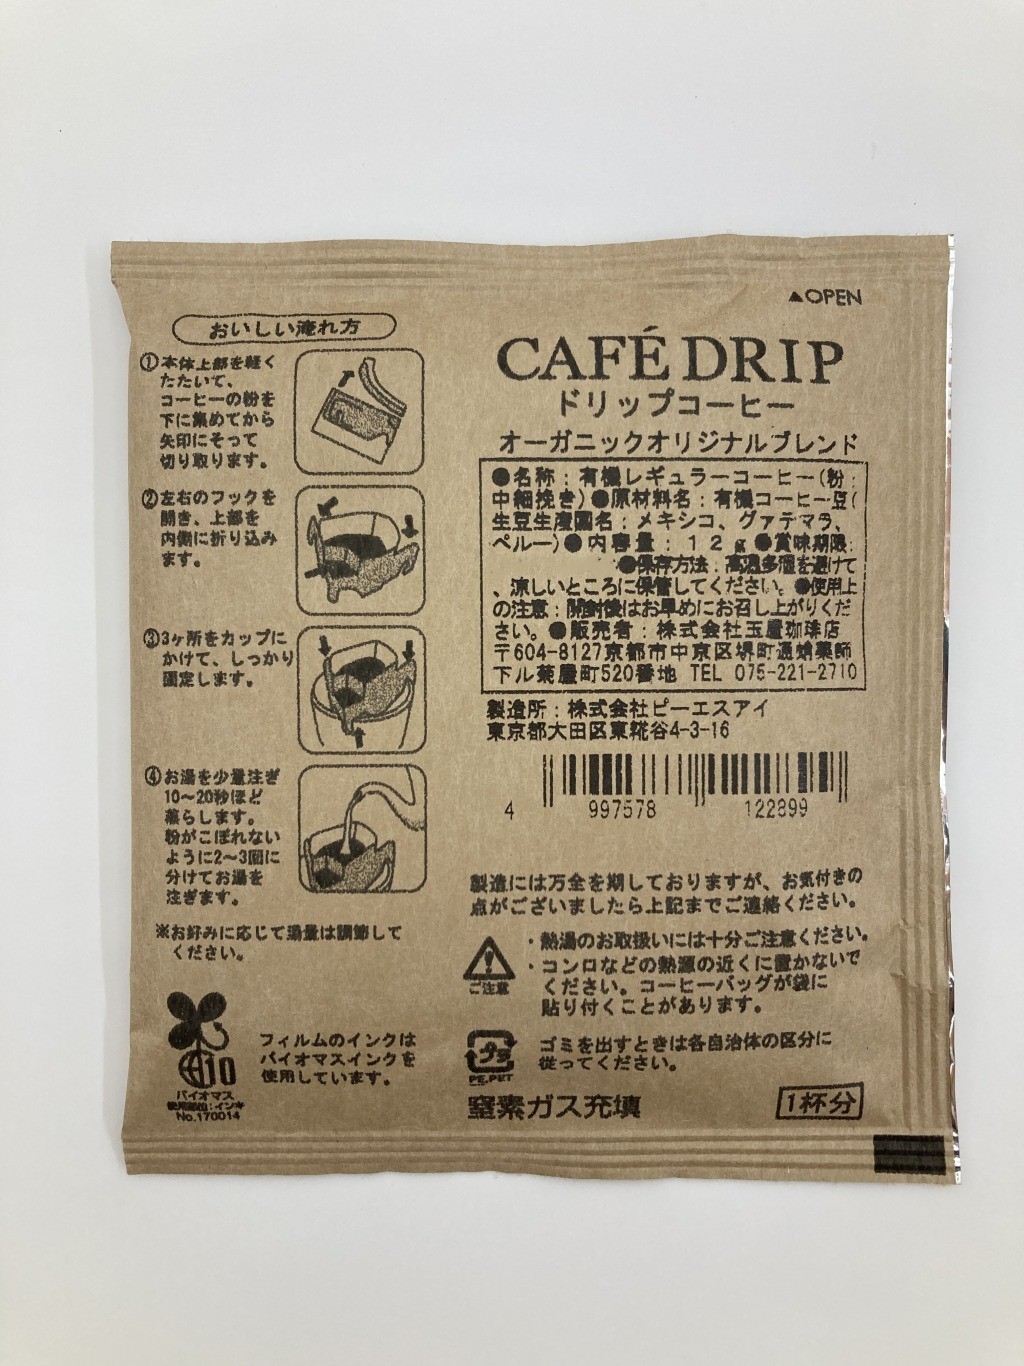 ▲OPEN
おいしい淹れ方
①本体上部を軽く
たたいて、
コーヒーの粉を
下に集めてから
矢印にそって
切り取ります。
②左右のフックを
開き、上部を
内側に折り込み
ます。
③3ヶ所をカップに
かけて、しっかり
固定します。
④お湯を少量注ぎ
10〜20秒ほど
蒸らします。
粉がこぼれない
ように2〜3回に
分けてお湯を
注ぎます。
※お好みに応じて湯量は調節して
ください。
Bio
バイオマス
使用部位:インキ
No.170014
フィルムのインクは
バイオマスインクを
使用しています。
CAFÉ DRIP
ドリップコーヒー
オーガニックオリジナルブレンド
●名称:有機レギュラーコーヒー(粉:
中細挽き)●原材料名:有機コーヒー豆(
生豆生産国名:メキシコ、グァテマラ、
ペルー)●内容量:12g●賞味期限:
●保存方法:高温多湿を避けて
、涼しいところに保管してください。●使用上
の注意:開封後はお早めにお召し上がりくだ
さい。●販売者:株式会社玉屋珈琲店
〒604-8127京都市中京区堺町通蛸薬師
下ル菊屋町520番地 TEL 075-221-2710
製造所:株式会社ピーエスアイ
東京都大田区東糀谷4-3-16
4 997578 122899
製造には万全を期しておりますが、お気付きの
点がございましたら上記までご連絡ください。
ご注意
・熱湯のお取扱いには十分ご注意ください。
・コンロなどの熱源の近くに置かないで
ください。コーヒーバッグが袋に
貼り付くことがあります。
プラ
PE,PET
ゴミを出すときは各自治体の区分に
従ってください。
窒素ガス充填
1杯分